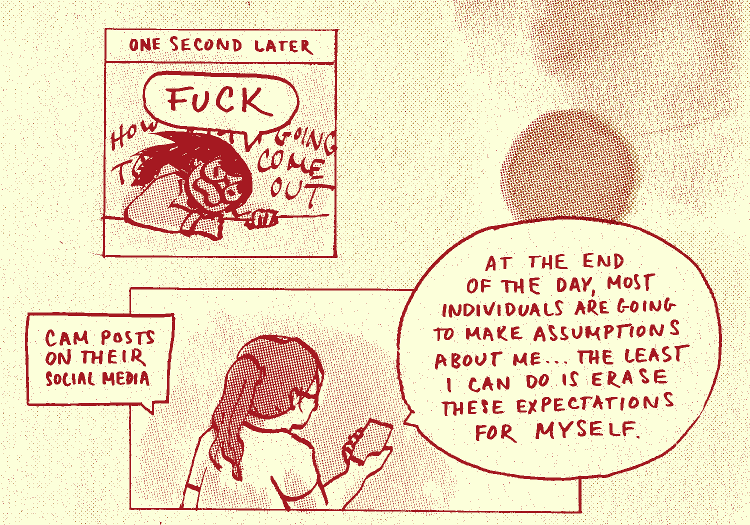 ONE SECOND LATER
FUCK
HOW GOING
COME
OUT
CAM POSTS
ON THEIR
SOCIAL MEDIA
AT THE END
OF THE DAY, MOST
INDIVIDUALS ARE GOING
TO MAKE ASSUMPTIONS
ABOUT ME... THE LEAST
I CAN DO IS ERASE
THESE EXPECTATIONS
FOR MYSELF.